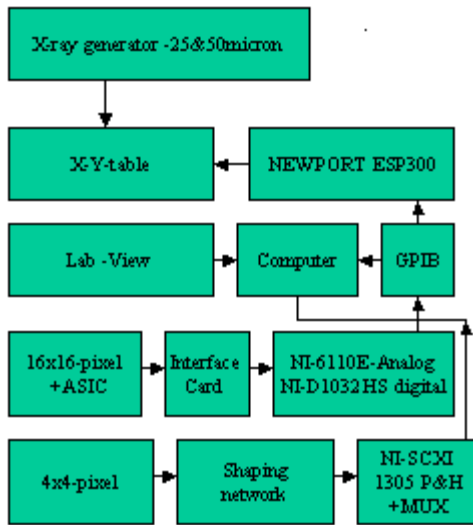 X-ray generator -25&50micron
X-Y-table
NEWPORT ESP300
Lab -View
Computer
GPIB
16x16-pixel
+ASIC
Interface
Card
NI-6110E-Analog
NI-D1032HS digital
4x4-pixel
Shaping
network
NI-SCXI
1305 P&H
+MUX